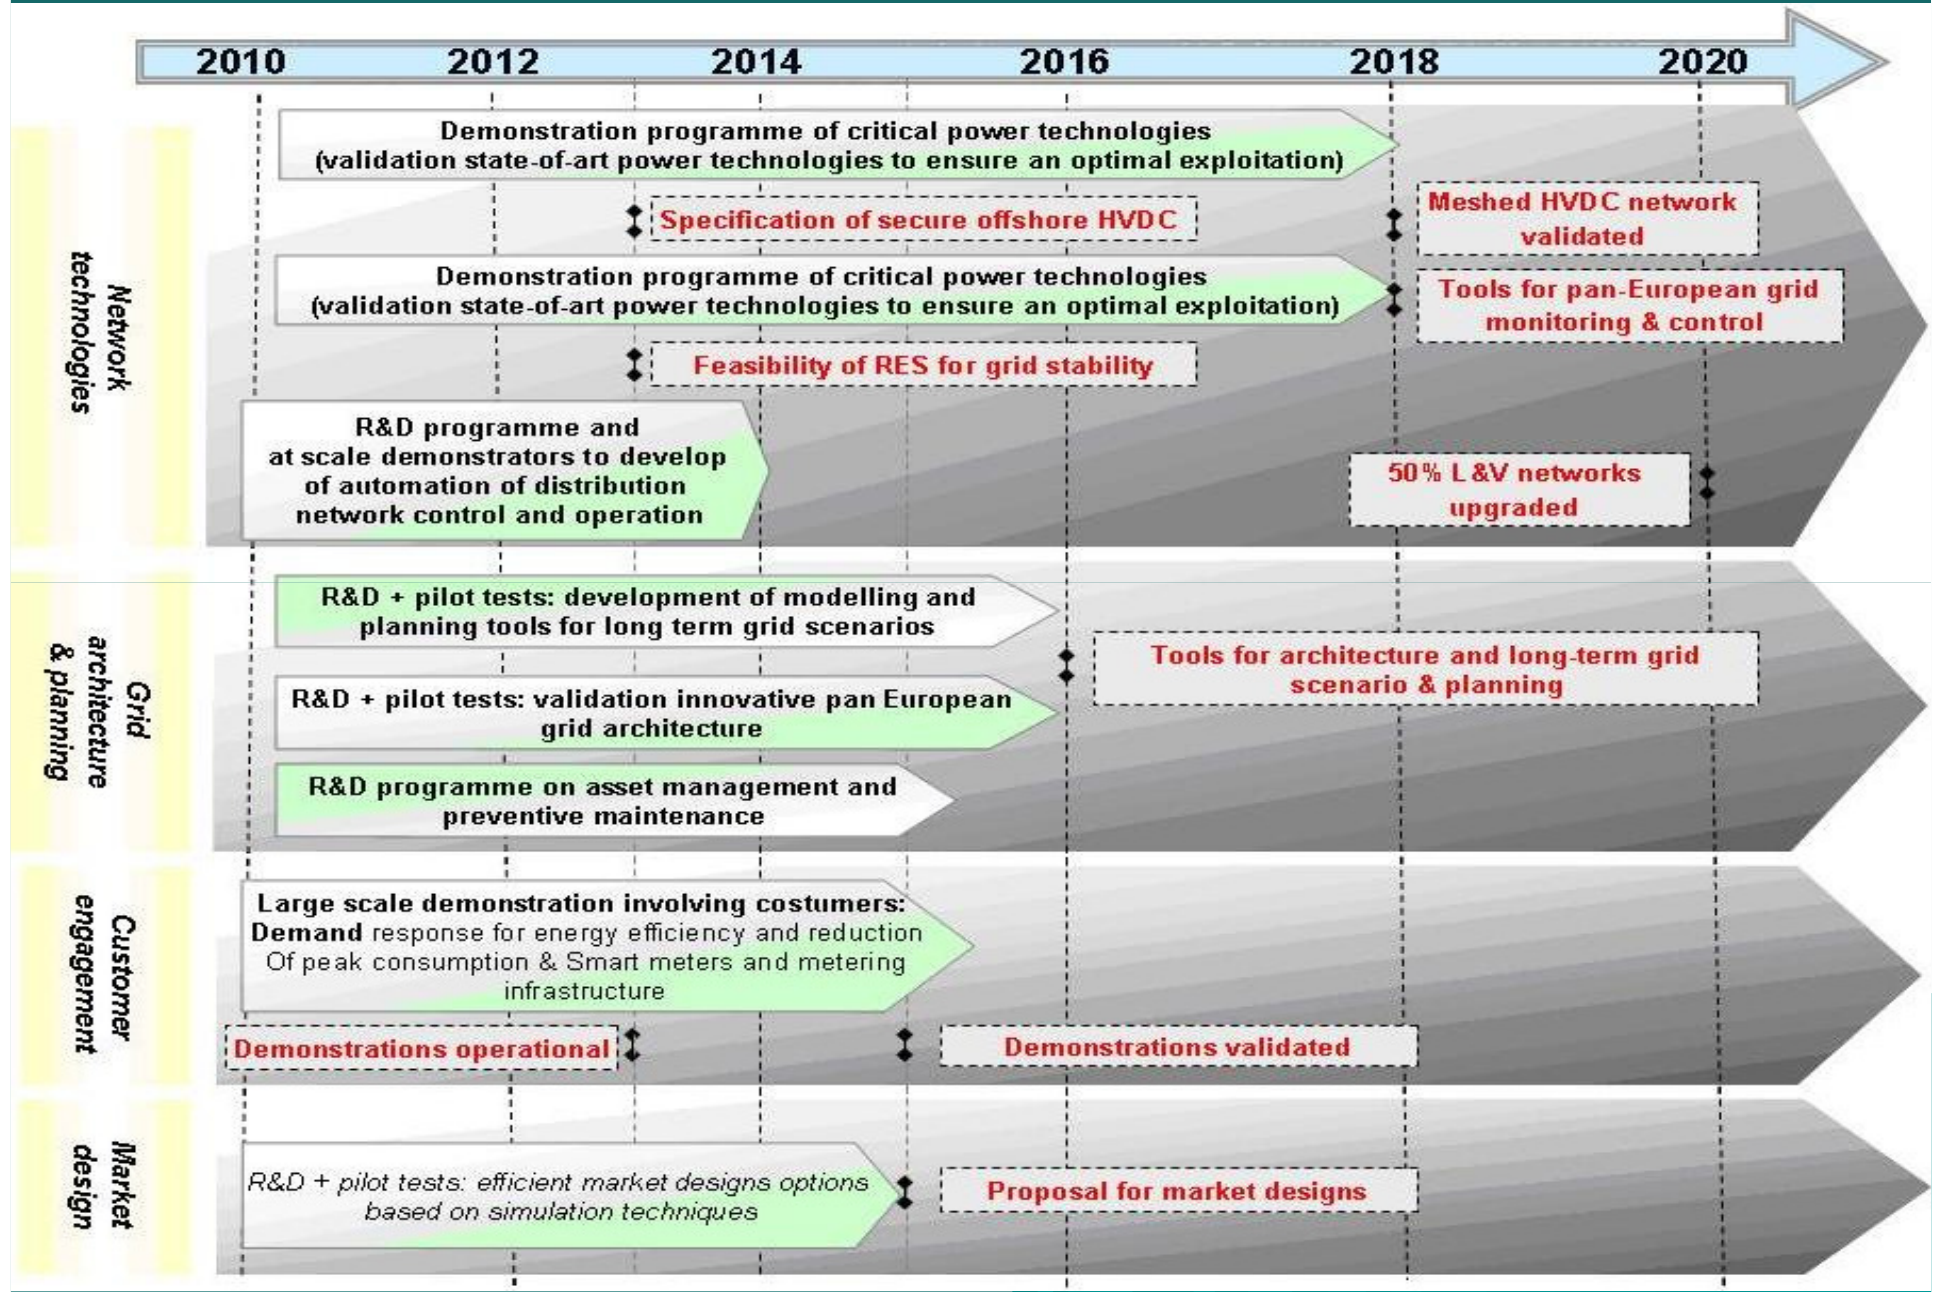 2010 2012 2014 2016 2018 2020
Network
technologies
Demonstration programme of critical power technologies
(validation state-of-art power technologies to ensure an optimal exploitation)
Specification of secure offshore HVDC
Meshed HVDC network
validated
Demonstration programme of critical power technologies
(validation state-of-art power technologies to ensure an optimal exploitation)
Tools for pan-European grid
monitoring & control
Feasibility of RES for grid stability
R&D programme and
at scale demonstrators to develop
of automation of distribution
network control and operation
50% L&V networks
upgraded
Grid
architecture
& planning
R&D + pilot tests: development of modelling and
planning tools for long term grid scenarios
Tools for architecture and long-term grid
scenario & planning
R&D + pilot tests: validation innovative pan European
grid architecture
R&D programme on asset management and
preventive maintenance
Customer
engagement
Large scale demonstration involving costumers:
Demand response for energy efficiency and reduction
Of peak consumption & Smart meters and metering
infrastructure
Demonstrations operational
Demonstrations validated
Market
design
R&D + pilot tests: efficient market designs options
based on simulation techniques
Proposal for market designs